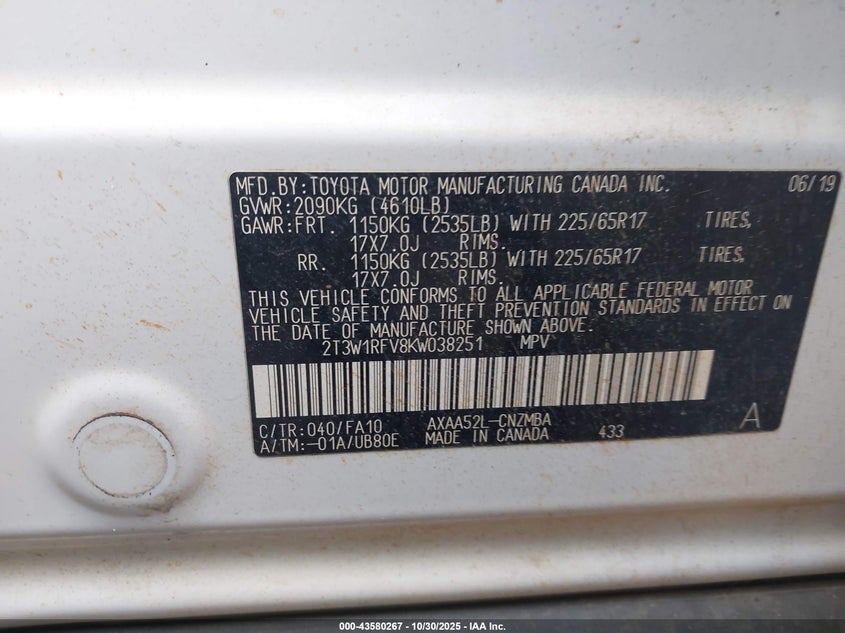 MFD.BY:TOYOTA MOTOR MANUFACTURING CANADA INC. 06/19
GVWR:2090KG (4610LB)
GAWR:FRT. 1150KG (2535LB) WITH 225/65R17 TIRES,
17X7.0J RIMS.
RR. 1150KG (2535LB) WITH 225/65R17 TIRES,
17X7.0J RIMS.
THIS VEHICLE CONFORMS TO ALL APPLICABLE FEDERAL MOTOR
VEHICLE SAFETY AND THEFT PREVENTION STANDARDS IN EFFECT ON
THE DATE OF MANUFACTURE SHOWN ABOVE.
2T3W1RFV8KW038251 MPV
C/TR:040/FA10 AXAA52L-CNZMBA A
A/TM:-01A/UB80E MADE IN CANADA 433
000-43580267 • 10/30/2025 • IAA Inc.